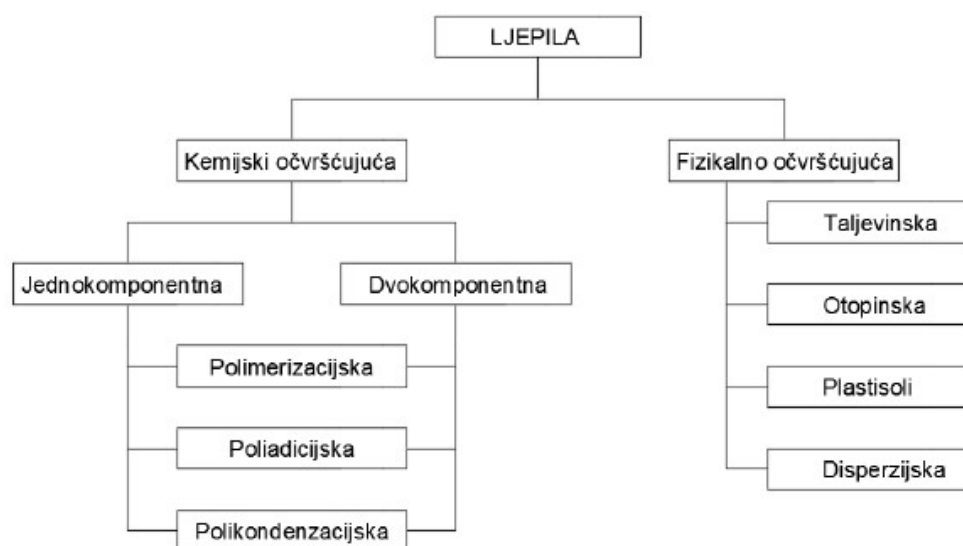 LJEPILA
Kemijski očvršćujuća
Fizikalno očvršćujuća
Taljevinska
Jednokomponentna
Dvokomponentna
Otopinska
Polimerizacijska
Plastisoli
Poliadicijska
Disperzijska
Polikondenzacijska